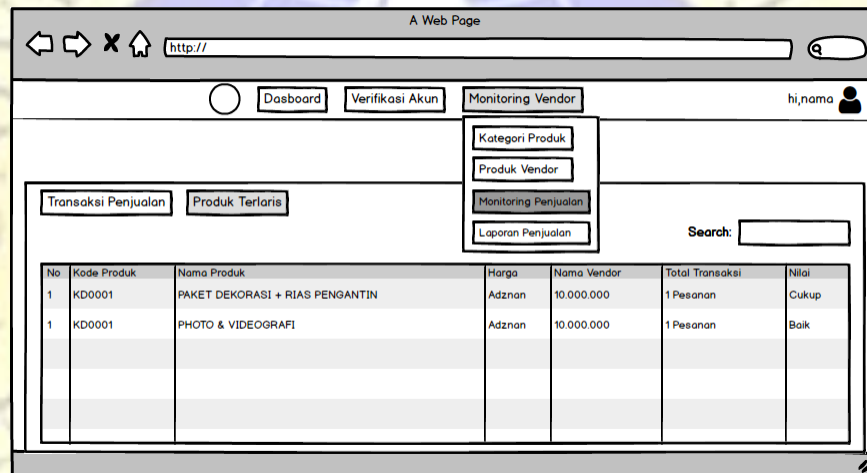 A Web Page
http://
Dasboard Verifikasi Akun Monitoring Vendor hi,nama
Kategori Produk
Produk Vendor
Transaksi Penjualan Produk Terlaris Monitoring Penjualan
Laporan Penjualan Search:
No Kode Produk Nama Produk Harga Nama Vendor Total Transaksi Nilai
1 KD0001 PAKET DEKORASI + RIAS PENGANTIN Adznan 10.000.000 1 Pesanan Cukup
1 KD0001 PHOTO & VIDEOGRAFI Adznan 10.000.000 1 Pesanan Baik